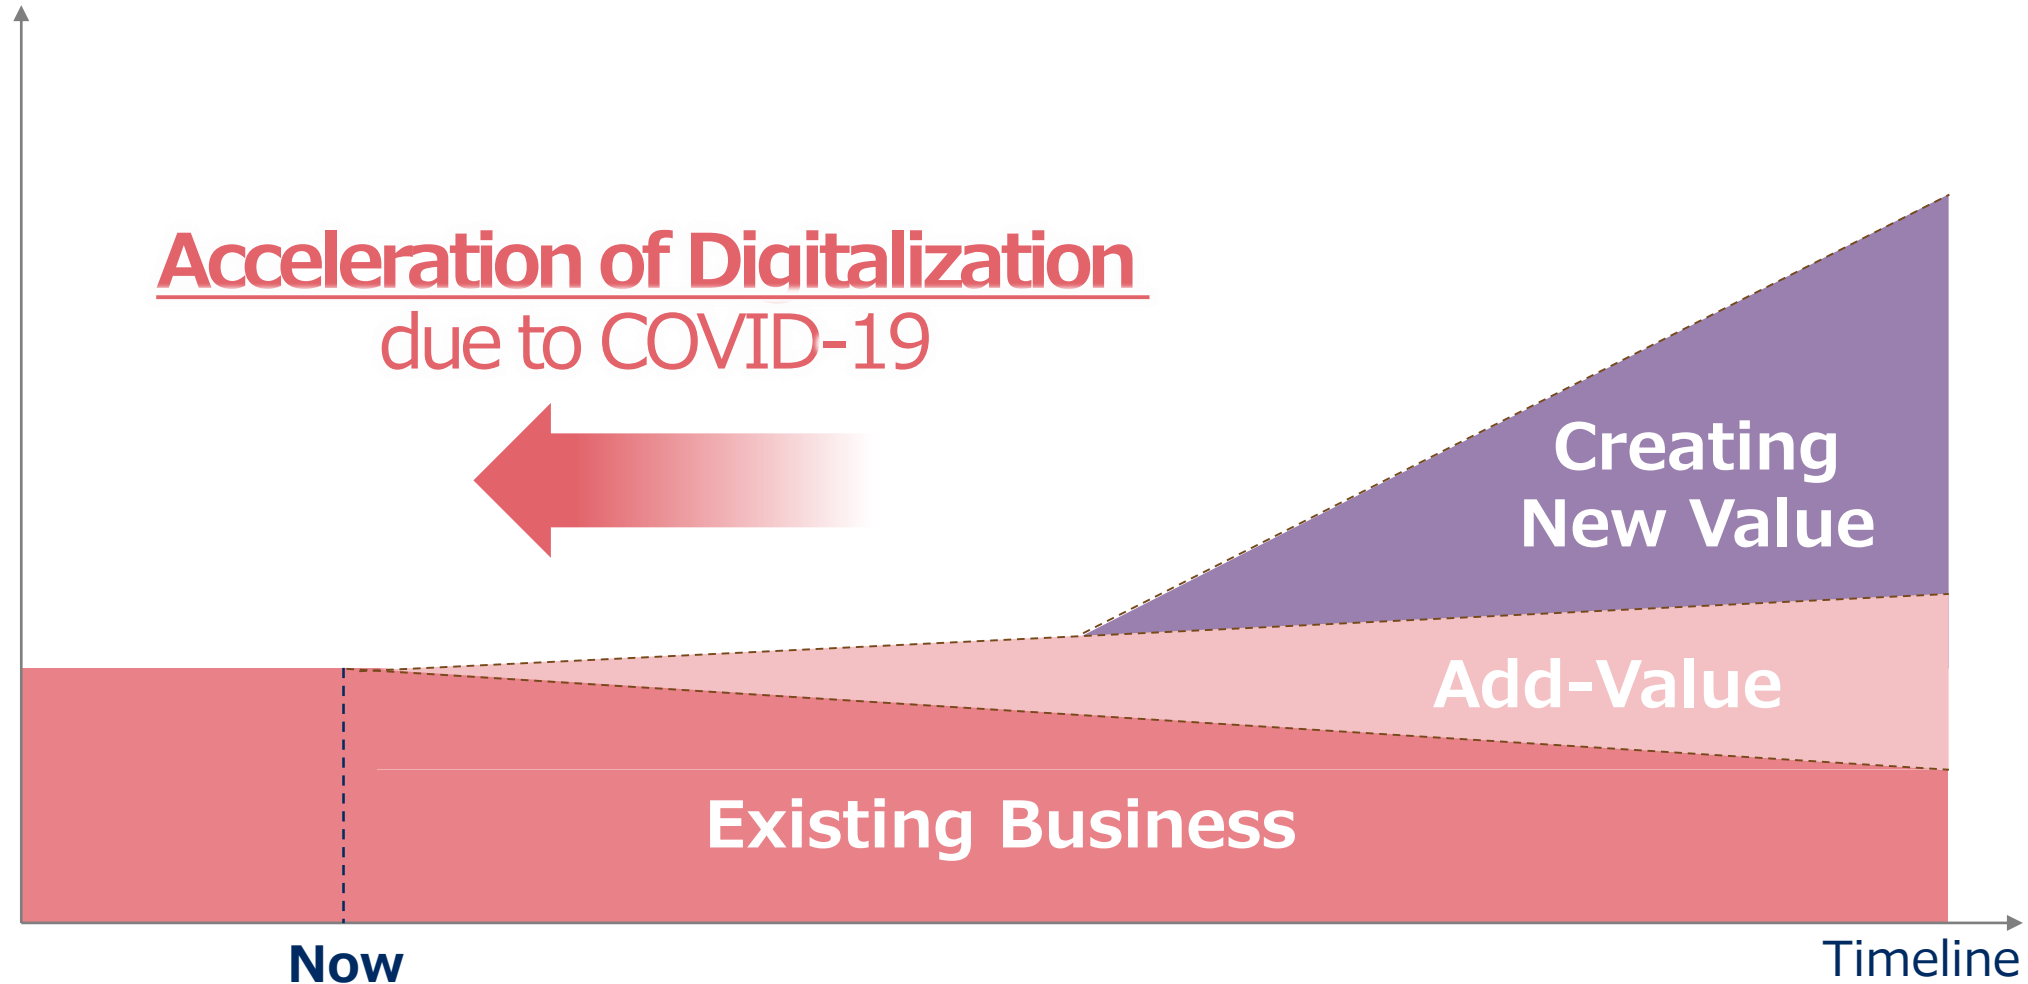 Acceleration of Digitalization
due to COVID-19
Creating
New Value
Add-Value
Existing Business
Now
Timeline